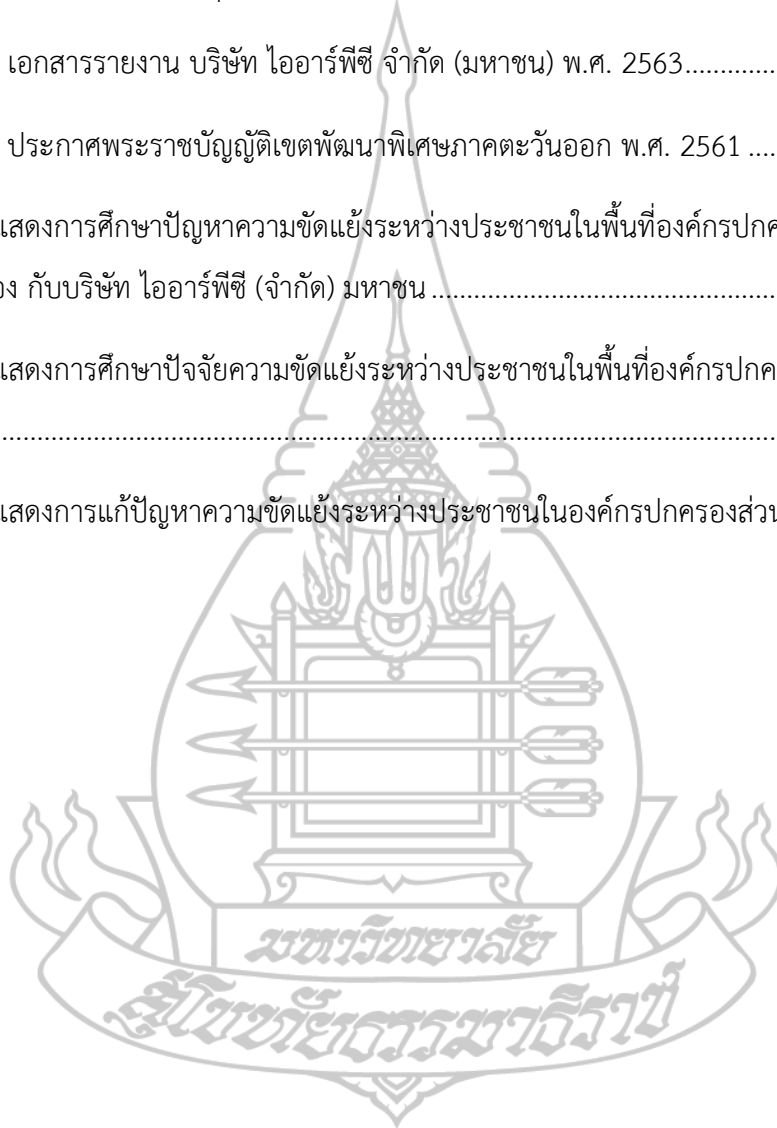 เอกสารรายงาน บริษัท ไออาร์พีซี จำกัด (มหาชน) พ.ศ. 2563.............
ประกาศพระราชบัญญัติเขตพัฒนาพิเศษภาคตะวันออก พ.ศ. 2561 ....
แสดงการศึกษาปัญหาความขัดแย้งระหว่างประชาชนในพื้นที่องค์กรปกค
กับบริษัท ไออาร์พีซี (จำกัด) มหาชน ................................................
แสดงการศึกษาปัจจัยความขัดแย้งระหว่างประชาชนในพื้นที่องค์กรปกค
................................................................................................
แสดงการแก้ปัญหาความขัดแย้งระหว่างประชาชนในองค์กรปกครองส่วน
มหาวิทยาลัย
สุโขทัยธรรมาธิราช